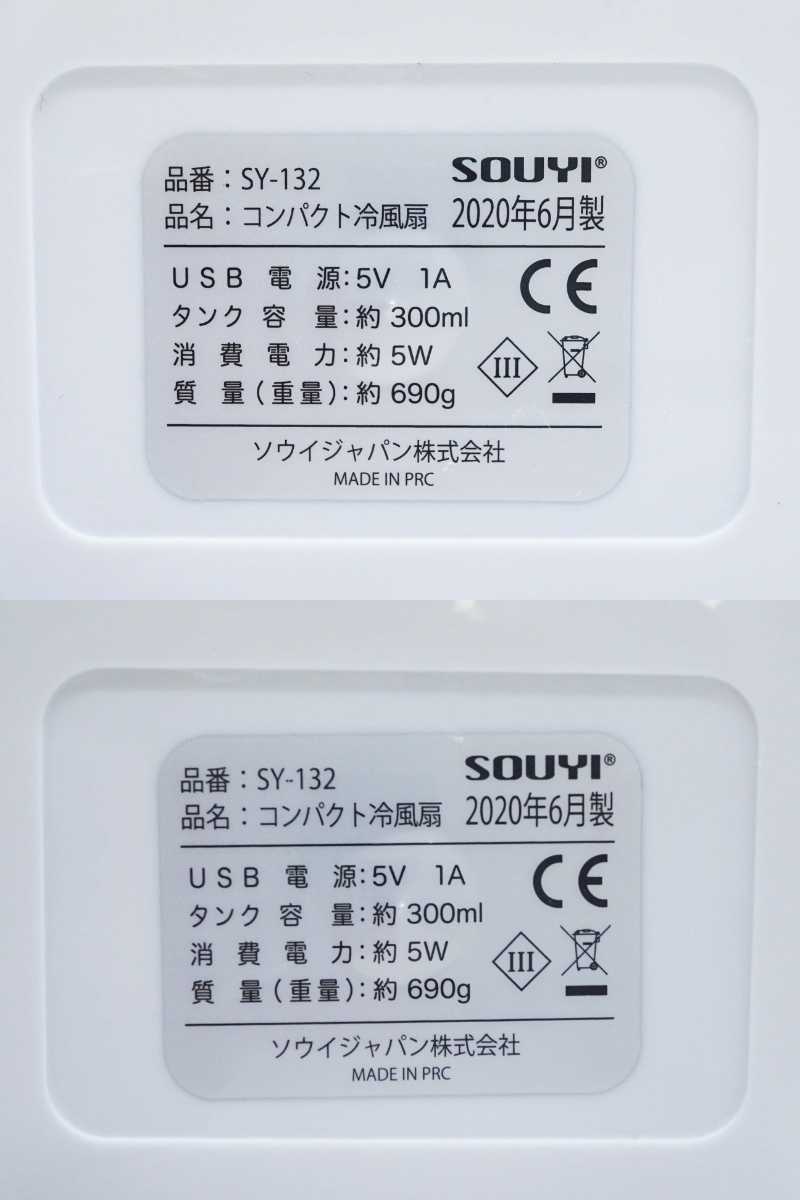 品番：SY-132 SOUYI®
品名：コンパクト冷風扇 2020年6月製
USB 電 源：5V 1A
タンク 容 量：約 300ml
消 費 電 力：約 5W
質 量(重量)：約 690g
CE
III
ソウイジャパン株式会社
MADE IN PRC
品番：SY-132 SOUYI®
品名：コンパクト冷風扇 2020年6月製
USB 電 源：5V 1A
タンク 容 量：約 300ml
消 費 電 力：約 5W
質 量(重量)：約 690g
CE
III
ソウイジャパン株式会社
MADE IN PRC